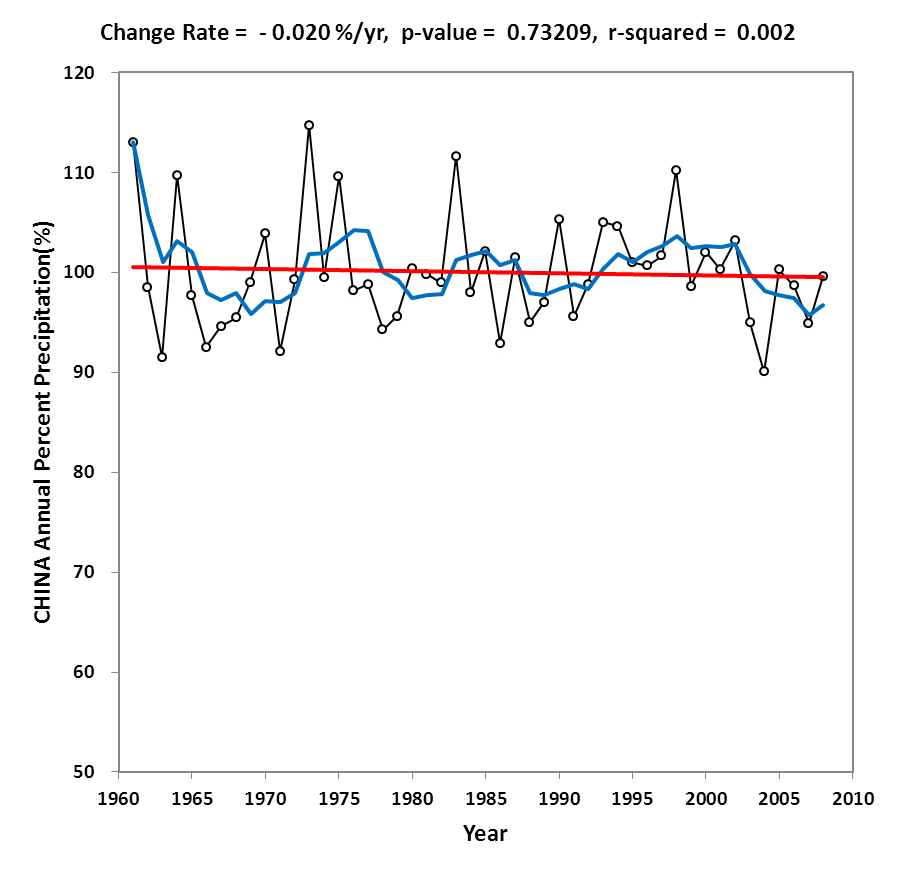 Change Rate = - 0.020 %/yr, p-value = 0.73209, r-squared = 0.002
120
110
100
90
80
70
60
50
CHINA Annual Percent Precipitation(%)
1960 1965 1970 1975 1980 1985 1990 1995 2000 2005 2010
Year